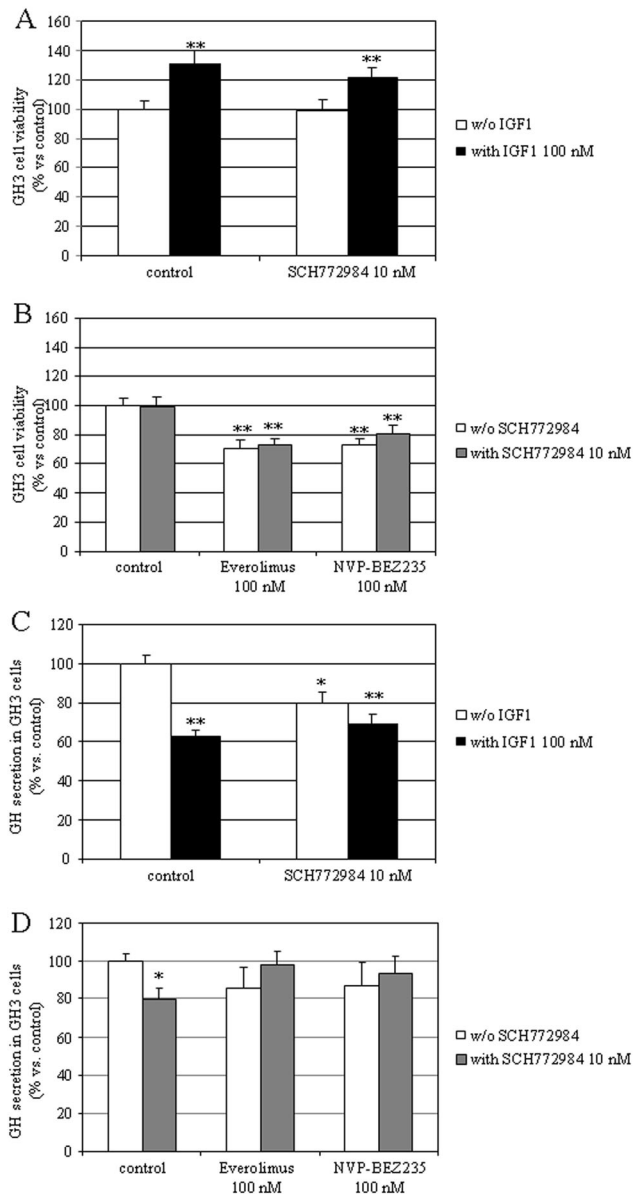 A
GH3 cell viability
(% vs control)
160
140
120
100
80
60
40
20
0
**
**
control
SCH772984 10 nM
w/o IGF1
with IGF1 100 nM
B
GH3 cell viability
(% vs control)
160
140
120
100
80
60
40
20
0
** **
**
**
control
Everolimus
100 nM
NVP-BEZ235
100 nM
w/o SCH772984
with SCH772984 10 nM
C
GH secretion in GH3 cells
(% vs. control)
120
100
80
60
40
20
0
**
*
**
control
SCH772984 10 nM
w/o IGF1
with IGF1 100 nM
D
GH secretion in GH3 cells
(% vs. control)
120
100
80
60
40
20
0
*
control
Everolimus
100 nM
NVP-BEZ235
100 nM
w/o SCH772984
with SCH772984 10 nM